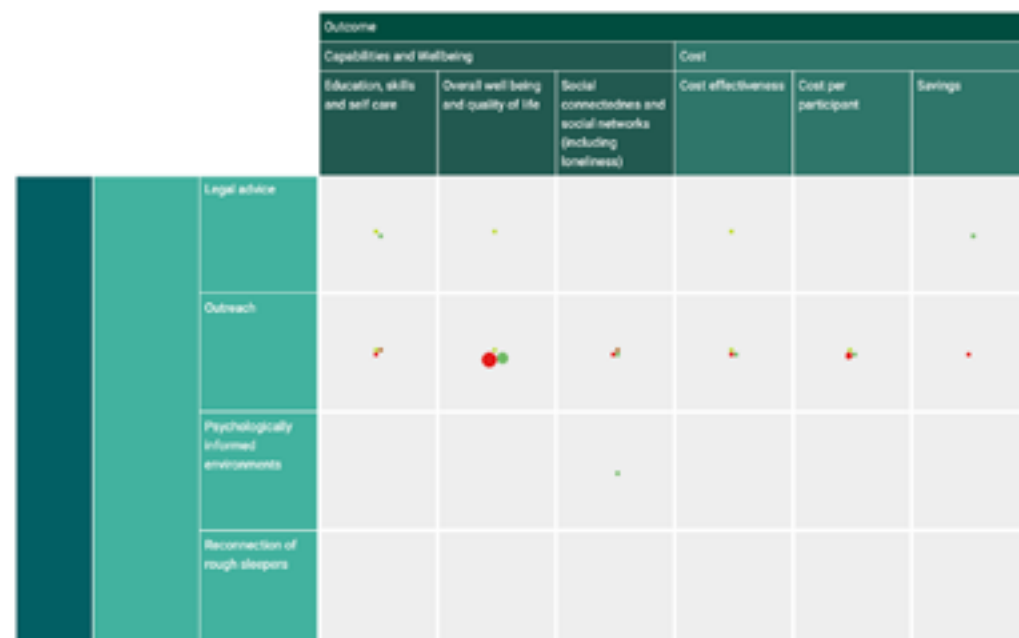 Outcome
Capabilities and Wellbeing
Cost
Education, skills
and self care
Overall well being
and quality of life
Social
connectednes and
social networks
(including
loneliness)
Cost effectiveness
Cost per
participant
Savings
Legal advice
Outreach
Psychologically
informed
environments
Reconnection of
rough sleepers